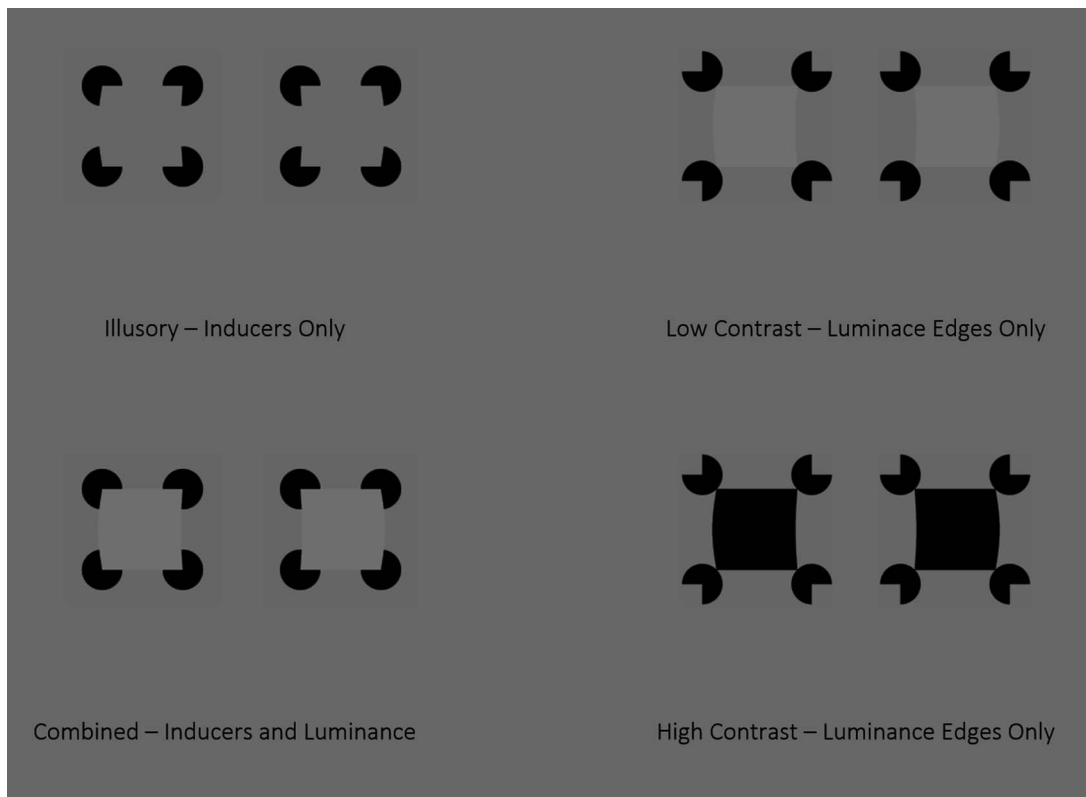 Illusory – Inducers Only
Low Contrast – Luminace Edges Only
Combined – Inducers and Luminance
High Contrast – Luminance Edges Only